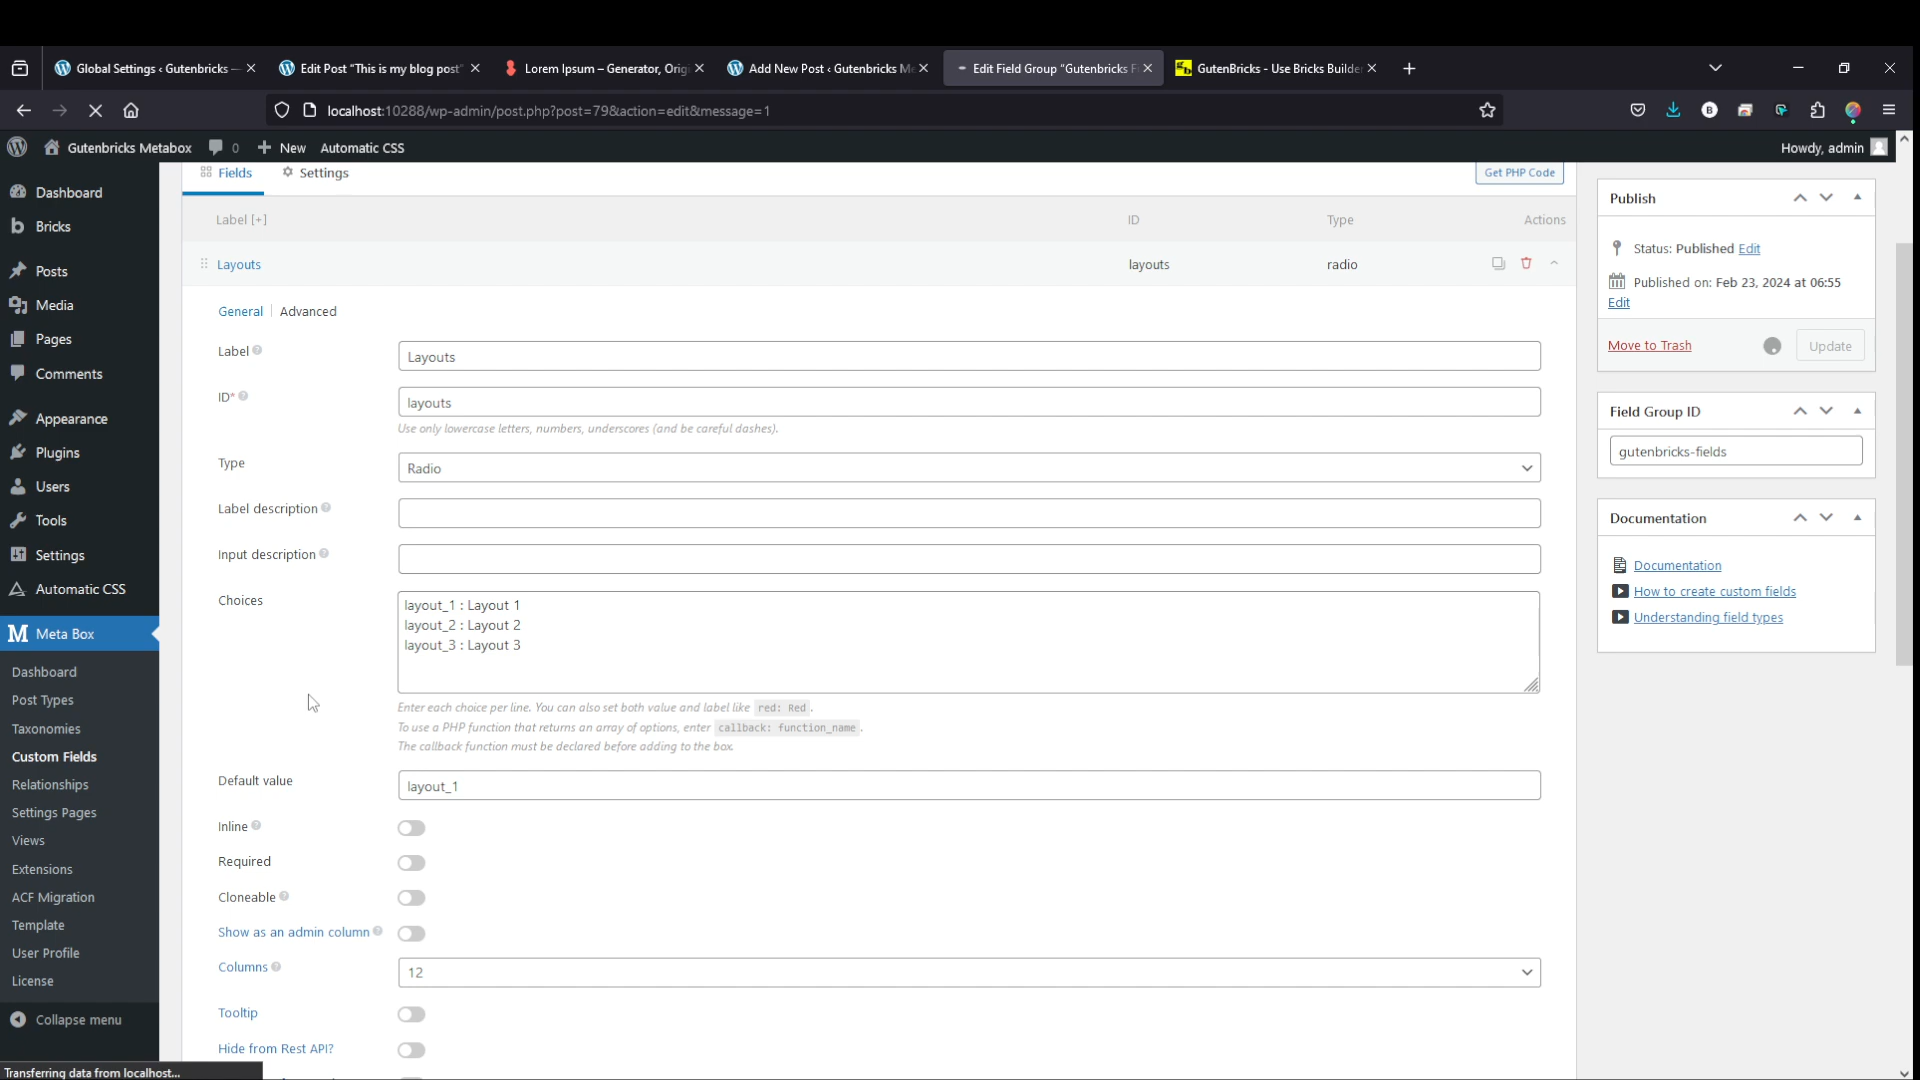 Global Settings ‹ Gutenbricks —
Edit Post "This is my blog post"
Lorem Ipsum – Generator, Origi
Add New Post ‹ Gutenbricks Me
Edit Field Group "Gutenbricks F
GutenBricks - Use Bricks Builder
localhost:10288/wp-admin/post.php?post=79&action=edit&message=1
Gutenbricks Metabox
0
New
Automatic CSS
Howdy, admin
Dashboard
Bricks
Posts
Media
Pages
Comments
Appearance
Plugins
Users
Tools
Settings
Automatic CSS
Meta Box
Dashboard
Post Types
Taxonomies
Custom Fields
Relationships
Settings Pages
Views
Extensions
ACF Migration
Template
User Profile
License
Collapse menu
Transferring data from localhost...
Fields
Settings
Get PHP Code
Label [+]
ID
Type
Actions
Layouts
layouts
radio
General
Advanced
Label
Layouts
ID*
layouts
Use only lowercase letters, numbers, underscores (and be careful dashes).
Type
Radio
Label description
Input description
Choices
layout_1 : Layout 1
layout_2 : Layout 2
layout_3 : Layout 3
Enter each choice per line. You can also set both value and label like red: Red .
To use a PHP function that returns an array of options, enter callback: function_name .
The callback function must be declared before adding to the box.
Default value
layout_1
Inline
Required
Cloneable
Show as an admin column
Columns
12
Tooltip
Hide from Rest API?
Publish
Status: Published Edit
Published on: Feb 23, 2024 at 06:55
Edit
Move to Trash
Update
Field Group ID
gutenbricks-fields
Documentation
Documentation
How to create custom fields
Understanding field types